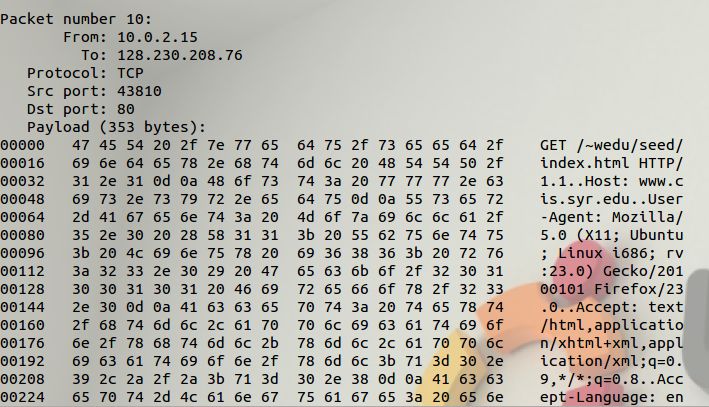 Packet number 10:
From: 10.0.2.15
To: 128.230.208.76
Protocol: TCP
Src port: 43810
Dst port: 80
Payload (353 bytes):
00000 47 45 54 20 2f 7e 77 65 64 75 2f 73 65 65 64 2f GET /~wedu/seed/
00016 69 6e 64 65 78 2e 68 74 6d 6c 20 48 54 54 50 2f index.html HTTP/
00032 31 2e 31 0d 0a 48 6f 73 74 3a 20 77 77 77 2e 63 1.1..Host: www.c
00048 69 73 2e 73 79 72 2e 65 64 75 0d 0a 55 73 65 72 is.syr.edu..User
00064 2d 41 67 65 6e 74 3a 20 4d 6f 7a 69 6c 6c 61 2f -Agent: Mozilla/
00080 35 2e 30 20 28 58 31 31 3b 20 55 62 75 6e 74 75 5.0 (X11; Ubuntu
00096 3b 20 4c 69 6e 75 78 20 69 36 38 36 3b 20 72 76 ; Linux i686; rv
00112 3a 32 33 2e 30 29 20 47 65 63 6b 6f 2f 32 30 31 :23.0) Gecko/201
00128 30 30 31 30 31 20 46 69 72 65 66 6f 78 2f 32 33 00101 Firefox/23
00144 2e 30 0d 0a 41 63 63 65 70 74 3a 20 74 65 78 74 .0..Accept: text
00160 2f 68 74 6d 6c 2c 61 70 70 6c 69 63 61 74 69 6f /html,applicatio
00176 6e 2f 78 68 74 6d 6c 2b 78 6d 6c 2c 61 70 70 6c n/xhtml+xml,appl
00192 69 63 61 74 69 6f 6e 2f 78 6d 6c 3b 71 3d 30 2e ication/xml;q=0.
00208 39 2c 2a 2f 2a 3b 71 3d 30 2e 38 0d 0a 41 63 63 9,*/*;q=0.8..Acc
00224 65 70 74 2d 4c 61 6e 67 75 61 67 65 3a 20 65 6e ept-Language: en